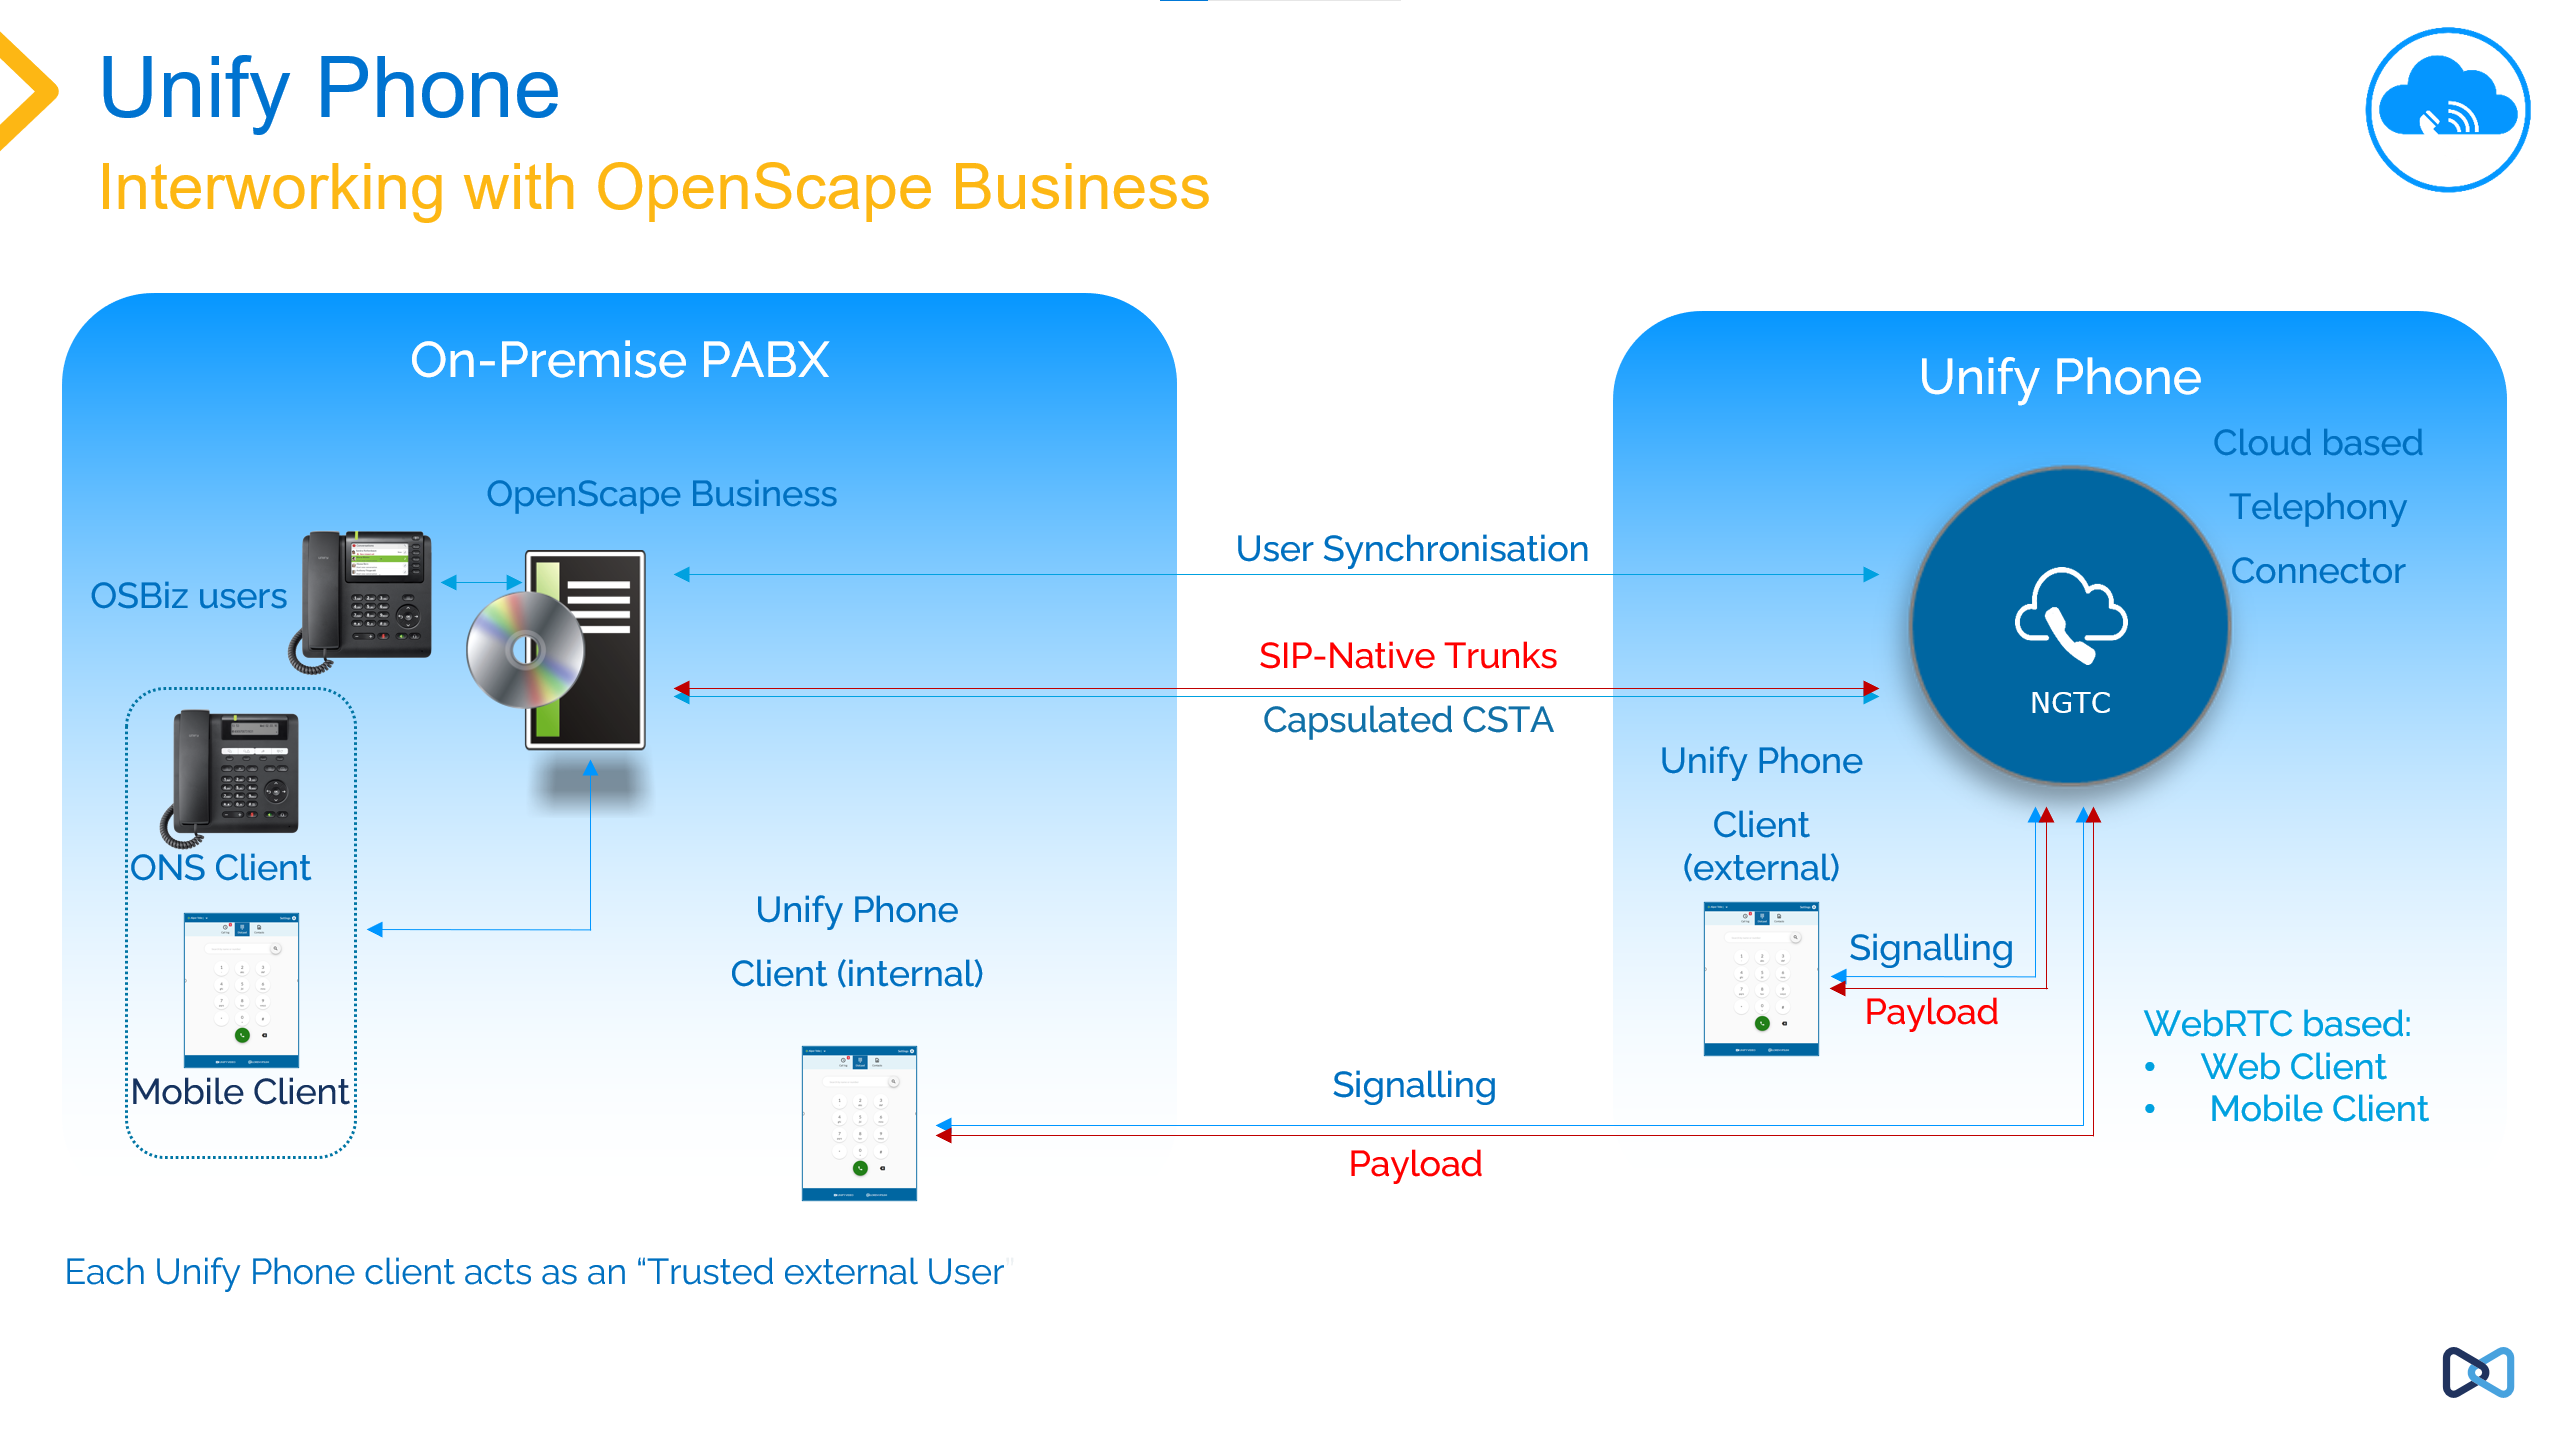 Unify Phone
Interworking with OpenScape Business
On-Premise PABX
OpenScape Business
OSBiz users
ONS Client
Mobile Client
Unify Phone
Client (internal)
User Synchronisation
SIP-Native Trunks
Capsulated CSTA
Signalling
Payload
Unify Phone
Cloud based
Telephony
Connector
NGTC
Unify Phone
Client
(external)
Signalling
Payload
WebRTC based:
• Web Client
• Mobile Client
Each Unify Phone client acts as an “Trusted external User”